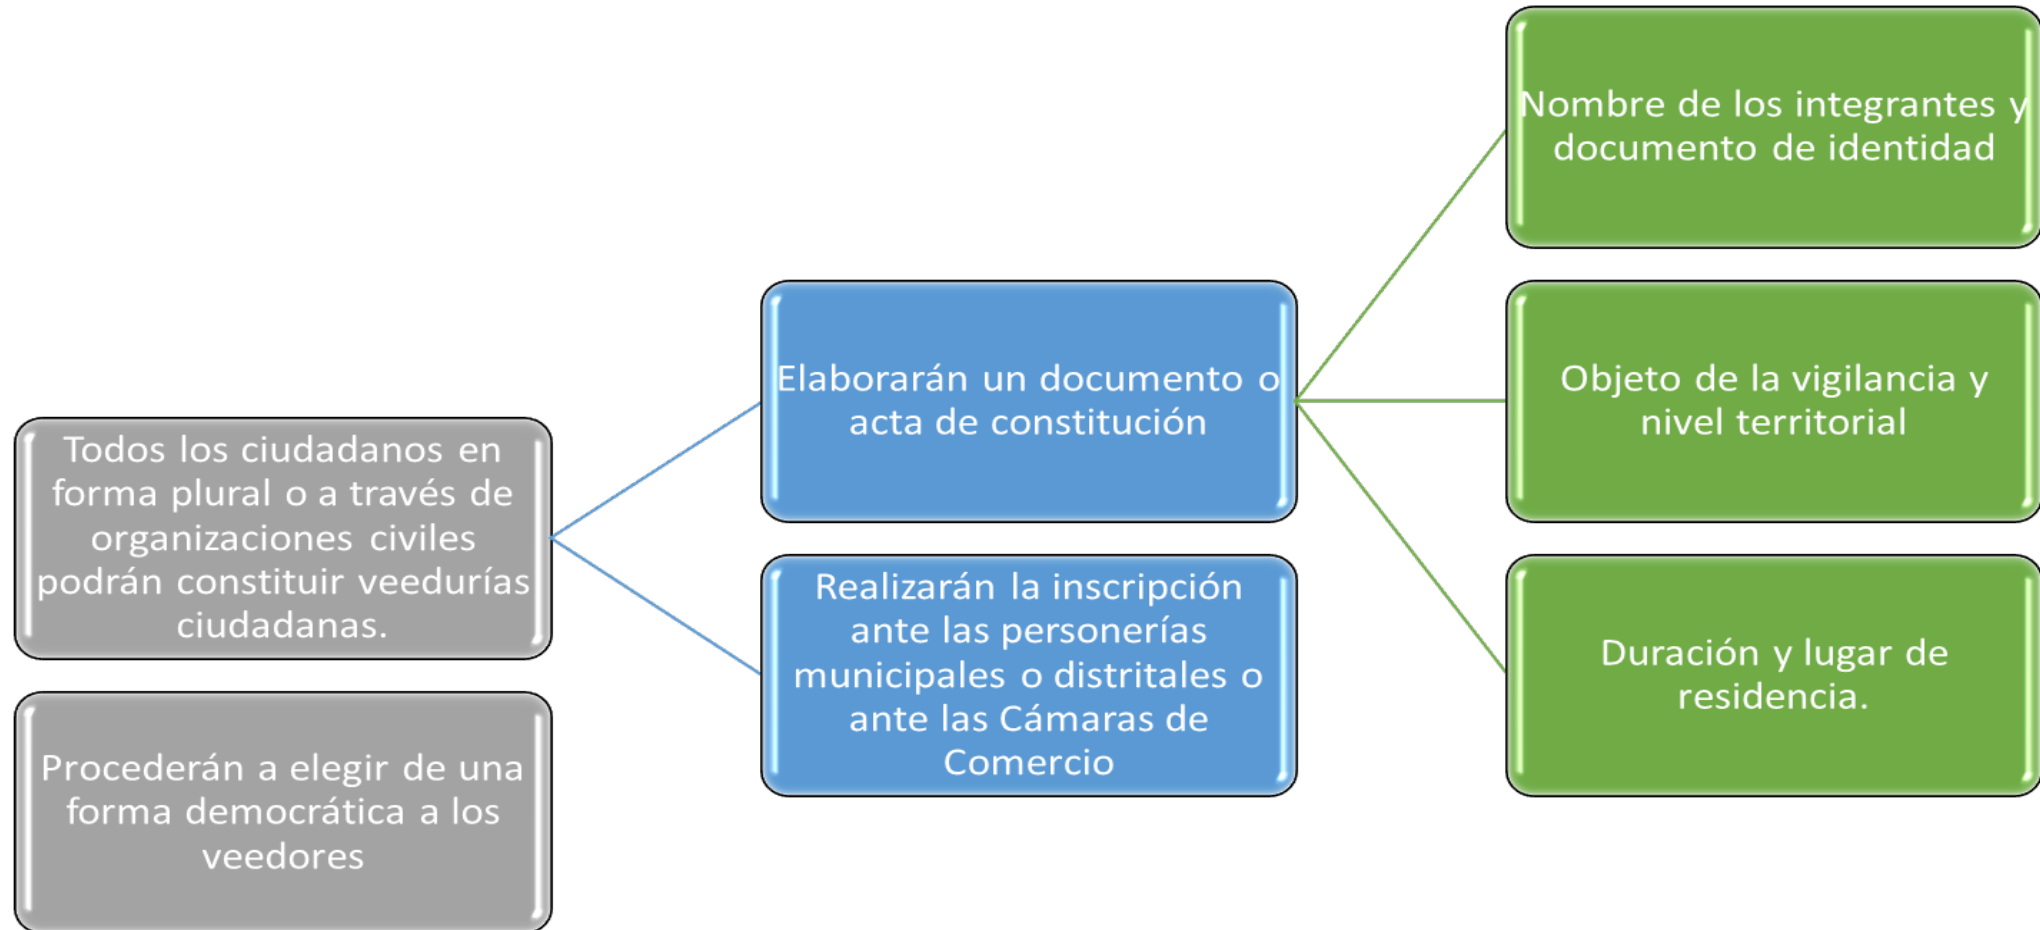 Todos los ciudadanos en
forma plural o a través de
organizaciones civiles
podrán constituir veedurías
ciudadanas.
Procederán a elegir de una
forma democrática a los
veedores
Elaborarán un documento o
acta de constitución
Realizarán la inscripción
ante las personerías
municipales o distritales o
ante las Cámaras de
Comercio
Nombre de los integrantes y
documento de identidad
Objeto de la vigilancia y
nivel territorial
Duración y lugar de
residencia.